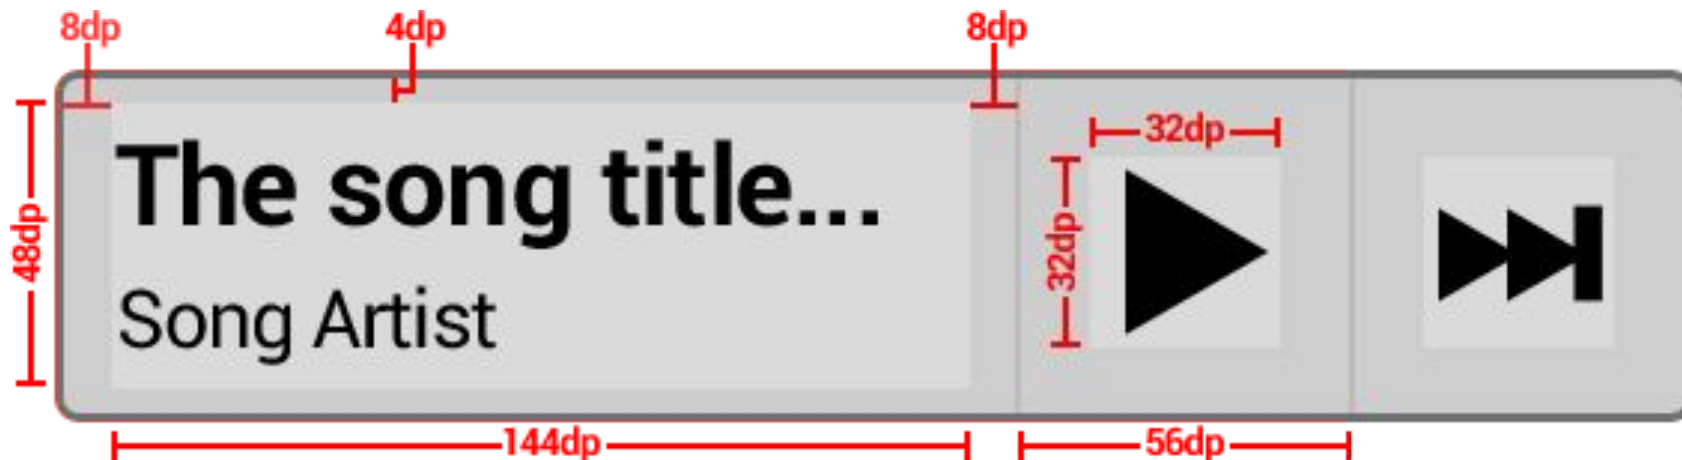 8dp
4dp
8dp
32dp
The song title...
48dp
32dp
Song Artist
144dp
56dp